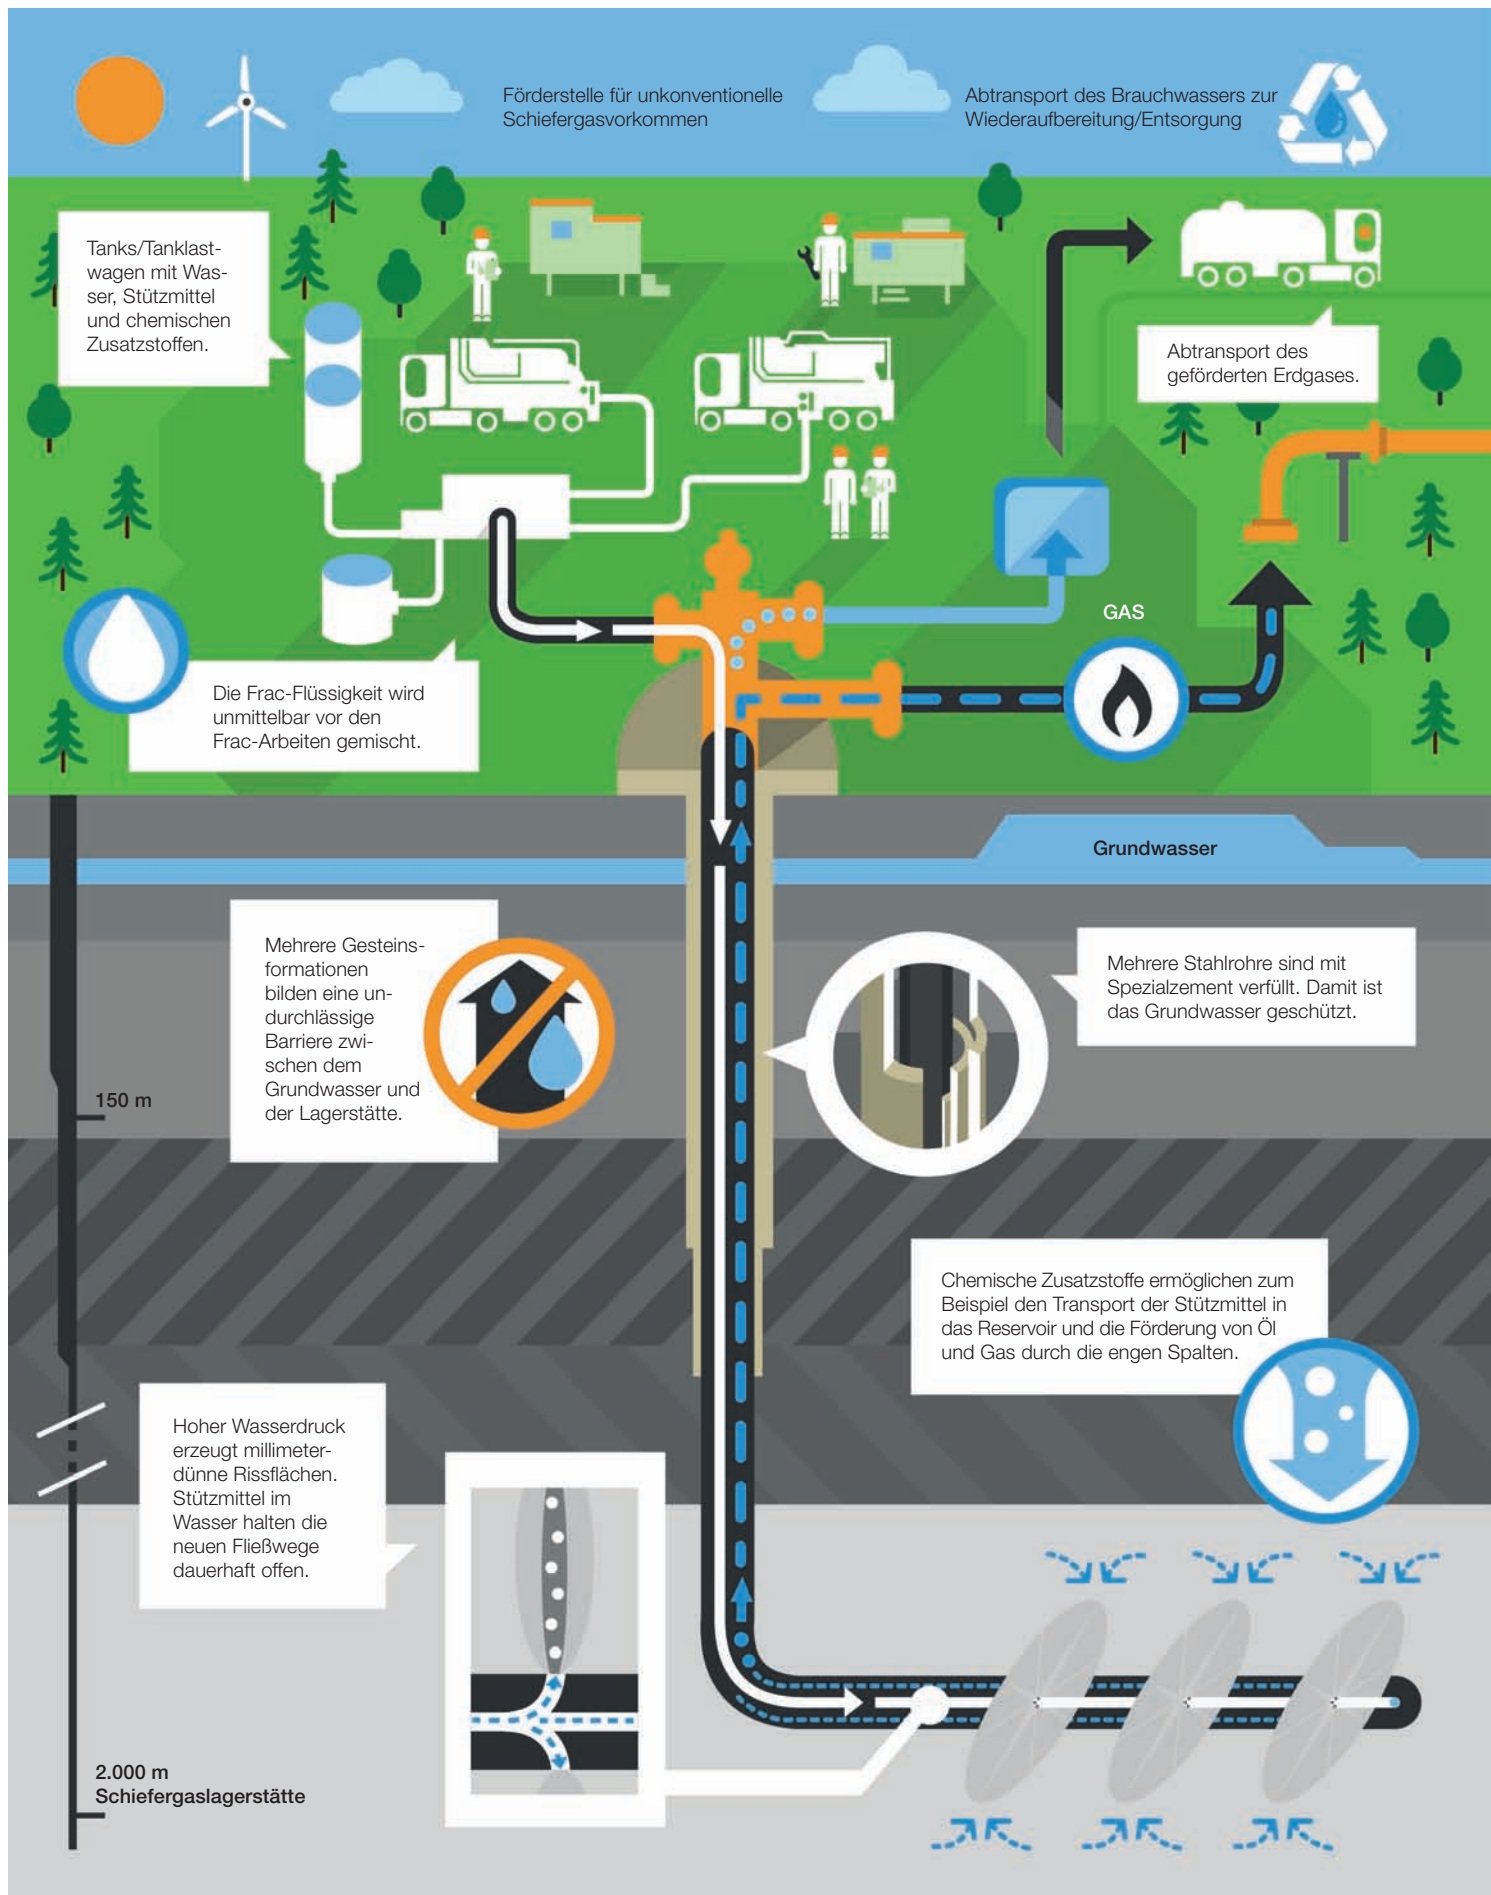 Förderstelle für unkonventionelle
Schiefergasvorkommen
Abtransport des Brauchwassers zur
Wiederaufbereitung/Entsorgung
Tanks/Tanklast-
wagen mit Was-
ser, Stützmittel
und chemischen
Zusatzstoffen.
Abtransport des
geförderten Erdgases.
GAS
Die Frac-Flüssigkeit wird
unmittelbar vor den
Frac-Arbeiten gemischt.
Grundwasser
Mehrere Gesteins-
formationen
bilden eine un-
durchlässige
Barriere zwi-
schen dem
Grundwasser und
der Lagerstätte.
Mehrere Stahlrohre sind mit
Spezialzement verfüllt. Damit ist
das Grundwasser geschützt.
150 m
Chemische Zusatzstoffe ermöglichen zum
Beispiel den Transport der Stützmittel in
das Reservoir und die Förderung von Öl
und Gas durch die engen Spalten.
Hoher Wasserdruck
erzeugt millimeter-
dünne Rissflächen.
Stützmittel im
Wasser halten die
neuen Fließwege
dauerhaft offen.
2.000 m
Schiefergaslagerstätte